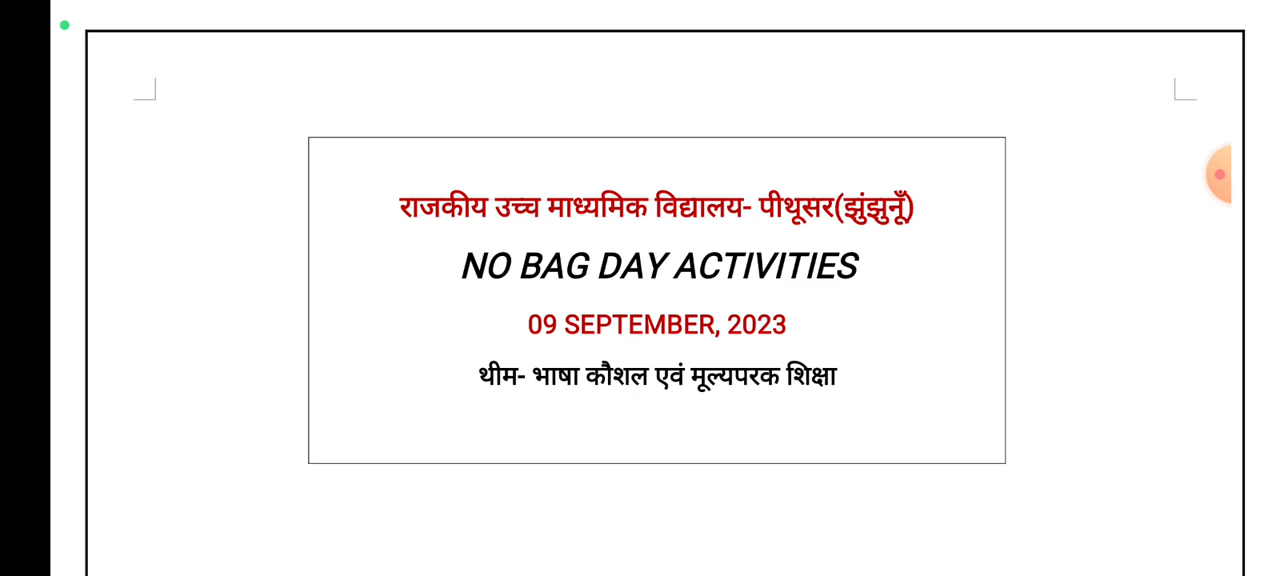 राजकीय उच्च माध्यमिक विद्यालय- पीथूसर(झुंझुनूँ)
NO BAG DAY ACTIVITIES
09 SEPTEMBER, 2023
थीम- भाषा कौशल एवं मूल्यपरक शिक्षा